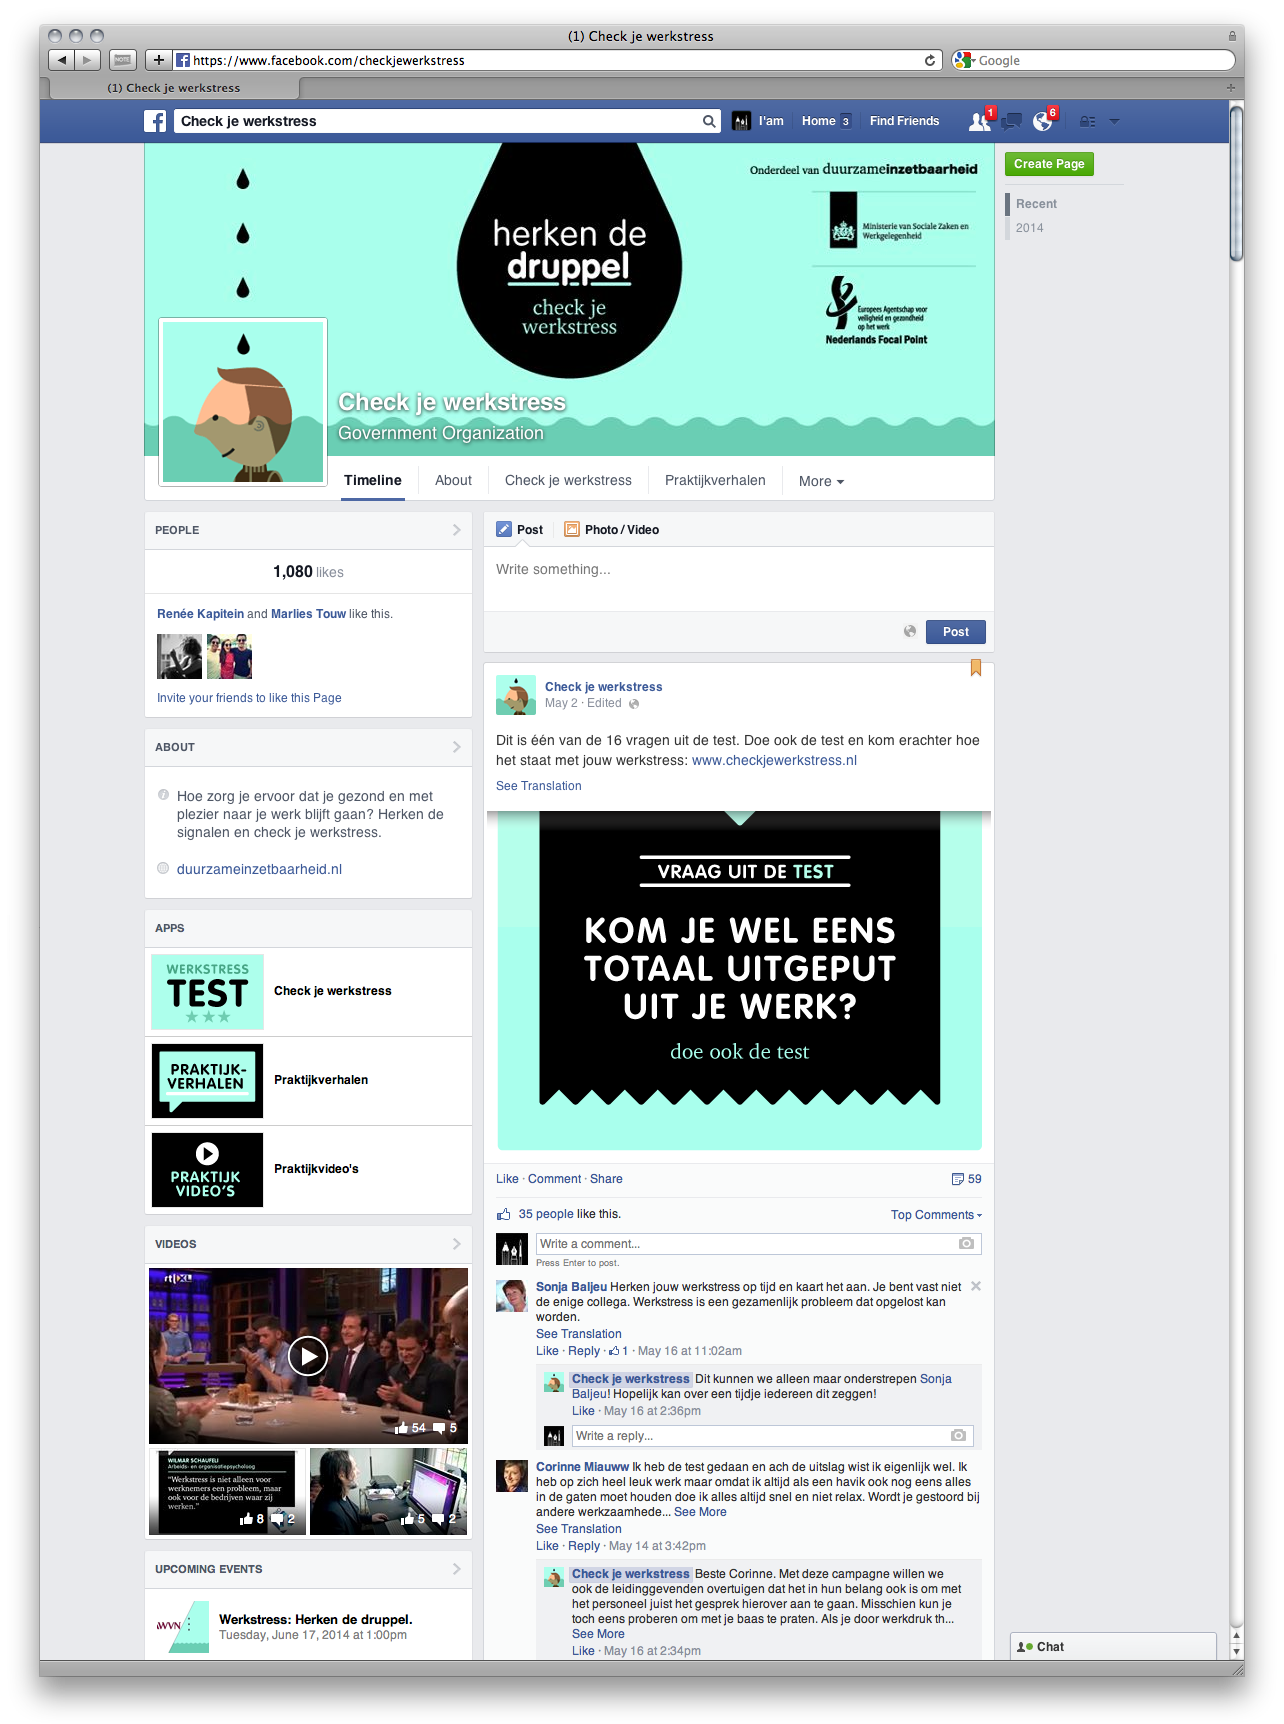 (1) Check je werkstress
https://www.facebook.com/checkjewerkstress
Google
(1) Check je werkstress
Check je werkstress
I'am
Home 3
Find Friends
1
6
Create Page
Recent
2014
Onderdeel van duurzameinzetbaarheid
Ministerie van Sociale Zaken en
Werkgelegenheid
Europees Agentschap voor
veiligheid en gezondheid
op het werk
Nederlands Focal Point
herken de
druppel
check je
werkstress
Check je werkstress
Government Organization
Timeline
About
Check je werkstress
Praktijkverhalen
More
PEOPLE
1,080 likes
Renée Kapitein and Marlies Touw like this.
Invite your friends to like this Page
ABOUT
Hoe zorg je ervoor dat je gezond en met
plezier naar je werk blijft gaan? Herken de
signalen en check je werkstress.
duurzameinzetbaarheid.nl
APPS
WERKSTRESS
TEST
Check je werkstress
PRAKTIJK-
VERHALEN
Praktijkverhalen
PRAKTIJK
VIDEO'S
Praktijkvideo's
VIDEOS
rtl XL
54 5
WILMAR SCHAUFELI
Arbeids- en organisatiepsycholoog
"Werkstress is niet alleen voor
werknemers een probleem, maar
ook voor de bedrijven waar zij
werken."
8 2
5 2
UPCOMING EVENTS
Werkstress: Herken de druppel.
Tuesday, June 17, 2014 at 1:00pm
Post
Photo / Video
Write something...
Post
Check je werkstress
May 2 · Edited
Dit is één van de 16 vragen uit de test. Doe ook de test en kom erachter hoe
het staat met jouw werkstress: www.checkjewerkstress.nl
See Translation
VRAAG UIT DE TEST
KOM JE WEL EENS
TOTAAL UITGEPUT
UIT JE WERK?
doe ook de test
Like · Comment · Share
59
35 people like this.
Top Comments
Write a comment...
Press Enter to post.
Sonja Baljeu Herken jouw werkstress op tijd en kaart het aan. Je bent vast niet
de enige collega. Werkstress is een gezamenlijk probleem dat opgelost kan
worden.
See Translation
Like · Reply · 1 · May 16 at 11:02am
Check je werkstress Dit kunnen we alleen maar onderstrepen Sonja
Baljeu! Hopelijk kan over een tijdje iedereen dit zeggen!
Like · May 16 at 2:36pm
Write a reply...
Corinne Miauww Ik heb de test gedaan en ach de uitslag wist ik eigenlijk wel. Ik
heb op zich heel leuk werk maar omdat ik altijd als een havik ook nog eens alles
in de gaten moet houden doe ik alles altijd snel en niet relax. Wordt je gestoord bij
andere werkzaamhede... See More
See Translation
Like · Reply · May 14 at 3:42pm
Check je werkstress Beste Corinne. Met deze campagne willen we
ook de leidinggevenden overtuigen dat het in hun belang ook is om met
het personeel juist het gesprek hierover aan te gaan. Misschien kun je
toch eens proberen om met je baas te praten. Als je door werkdruk th...
See More
Like · May 16 at 2:34pm
Chat